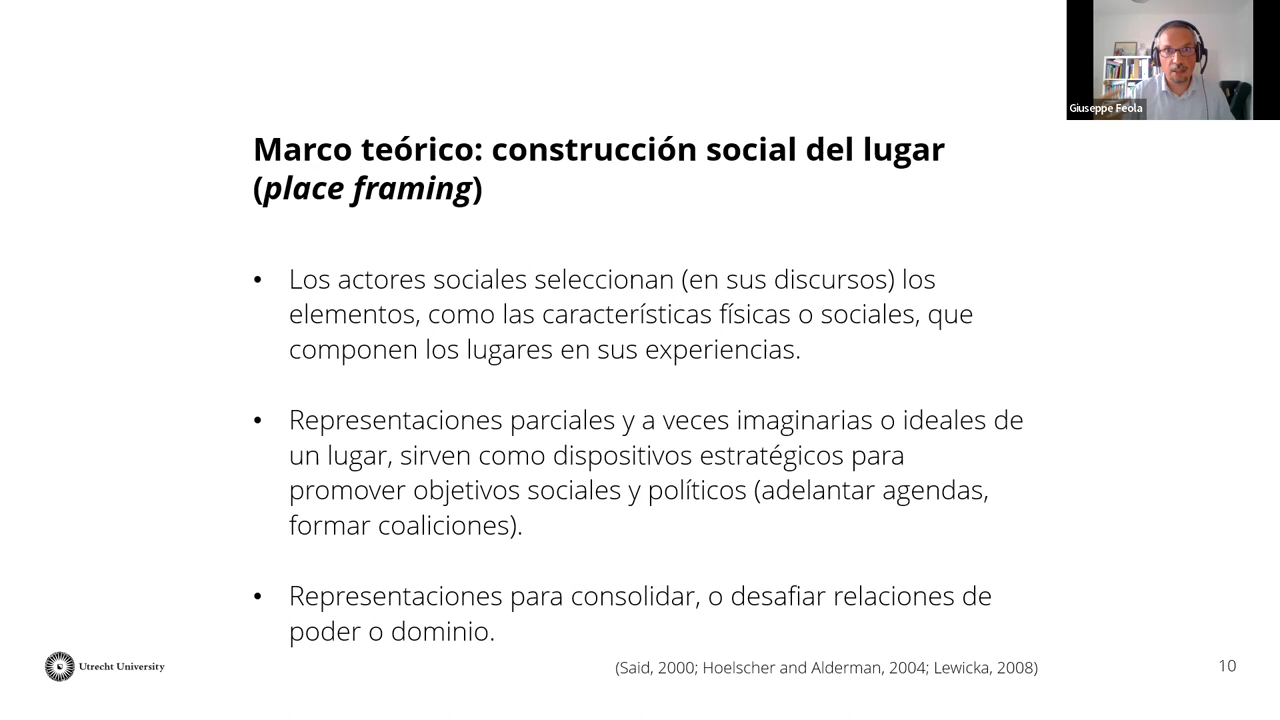 Giuseppe Feola
Marco teórico: construcción social del lugar
(place framing)
• Los actores sociales seleccionan (en sus discursos) los
elementos, como las características físicas o sociales, que
componen los lugares en sus experiencias.
• Representaciones parciales y a veces imaginarias o ideales de
un lugar, sirven como dispositivos estratégicos para
promover objetivos sociales y políticos (adelantar agendas,
formar coaliciones).
• Representaciones para consolidar, o desafiar relaciones de
poder o dominio.
Utrecht University
(Said, 2000; Hoelscher and Alderman, 2004; Lewicka, 2008)
10